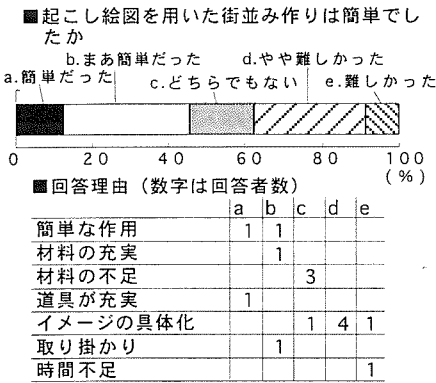 ■起こし絵図を用いた街並み作りは簡単でし
たか
b.まあ簡単だった d.やや難しかった
a.簡単だった c.どちらでもない e.難しかった
0 20 40 60 80 100
(%)
■回答理由（数字は回答者数）
a b c d e
簡単な作用 1 1
材料の充実 1
材料の不足 3
道具が充実 1
イメージの具体化 1 4 1
取り掛かり 1
時間不足 1